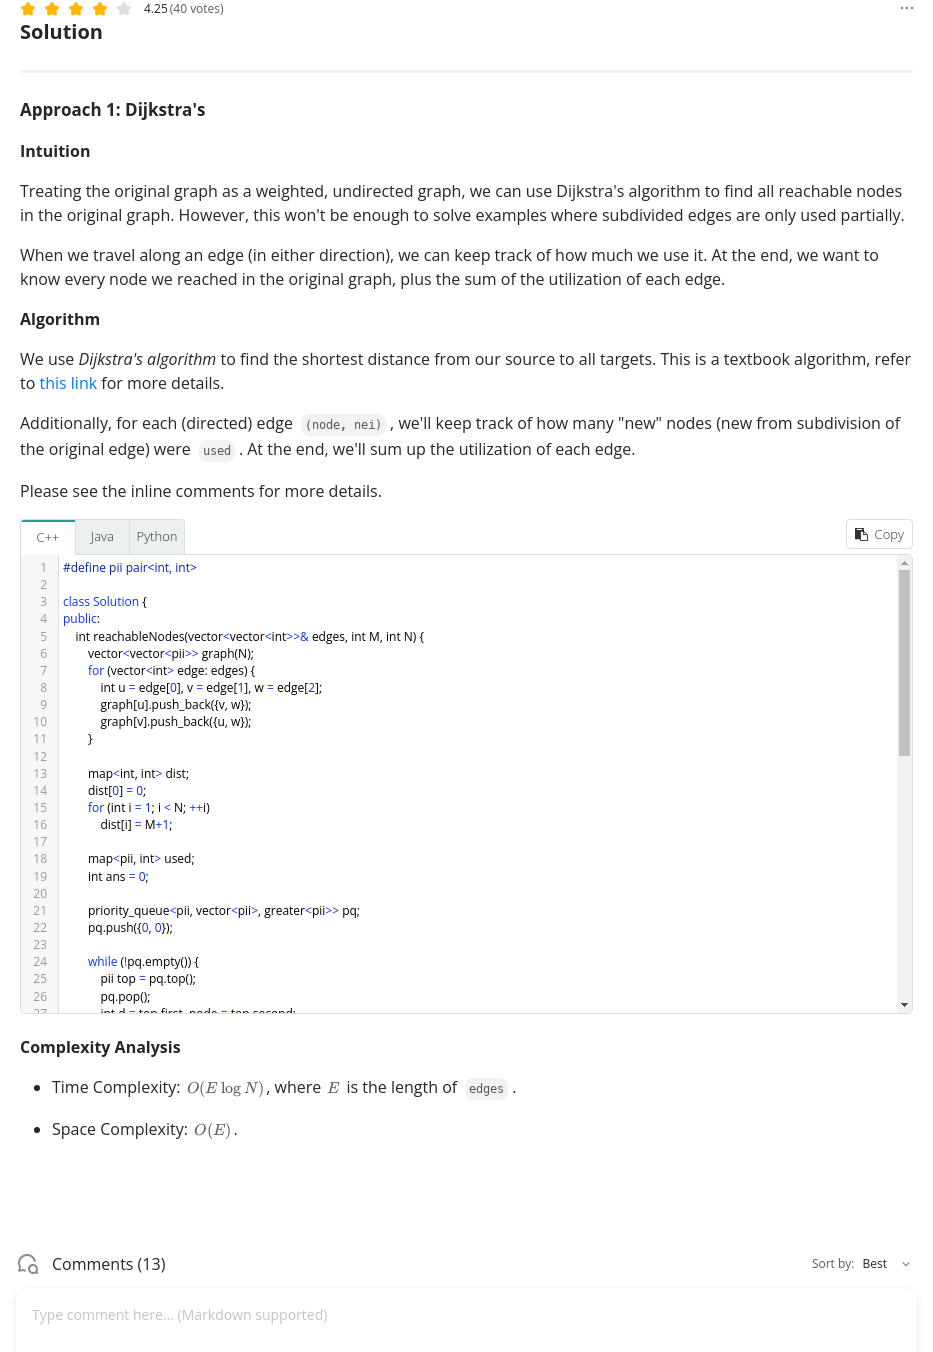 4.25 (40 votes)
Solution
Approach 1: Dijkstra's
Intuition
Treating the original graph as a weighted, undirected graph, we can use Dijkstra's algorithm to find all reachable nodes
in the original graph. However, this won't be enough to solve examples where subdivided edges are only used partially.
When we travel along an edge (in either direction), we can keep track of how much we use it. At the end, we want to
know every node we reached in the original graph, plus the sum of the utilization of each edge.
Algorithm
We use Dijkstra's algorithm to find the shortest distance from our source to all targets. This is a textbook algorithm, refer
to this link for more details.
Additionally, for each (directed) edge (node, nei) , we'll keep track of how many "new" nodes (new from subdivision of
the original edge) were used . At the end, we'll sum up the utilization of each edge.
Please see the inline comments for more details.
C++ Java Python Copy
1 #define pii pair<int, int>
2
3 class Solution {
4 public:
5 int reachableNodes(vector<vector<int>>& edges, int M, int N) {
6 vector<vector<pii>> graph(N);
7 for (vector<int> edge: edges) {
8 int u = edge[0], v = edge[1], w = edge[2];
9 graph[u].push_back({v, w});
10 graph[v].push_back({u, w});
11 }
12
13 map<int, int> dist;
14 dist[0] = 0;
15 for (int i = 1; i < N; ++i)
16 dist[i] = M+1;
17
18 map<pii, int> used;
19 int ans = 0;
20
21 priority_queue<pii, vector<pii>, greater<pii>> pq;
22 pq.push({0, 0});
23
24 while (!pq.empty()) {
25 pii top = pq.top();
26 pq.pop();
27 int d = top.first, node = top.second;
Complexity Analysis
Time Complexity: O(E log N), where E is the length of edges .
Space Complexity: O(E).
Comments (13) Sort by: Best
Type comment here... (Markdown supported)